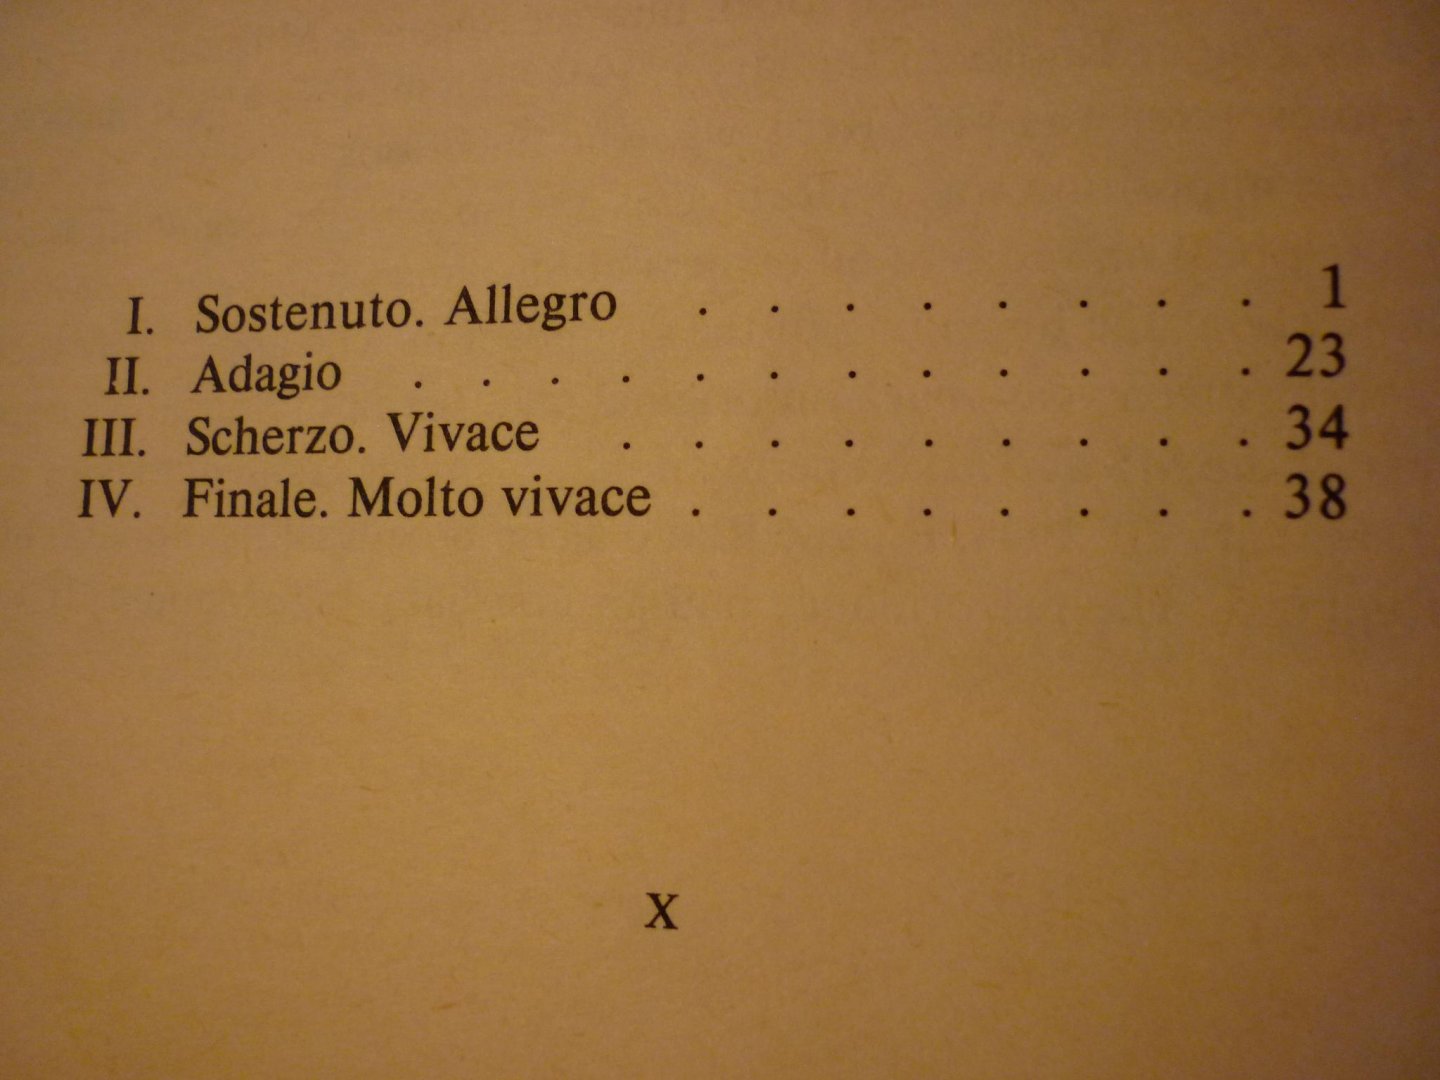 I. Sostenuto. Allegro . . . . . . . . 1
II. Adagio . . . . . . . . . . . . 23
III. Scherzo. Vivace . . . . . . . . . 34
IV. Finale. Molto vivace . . . . . . . . 38
X